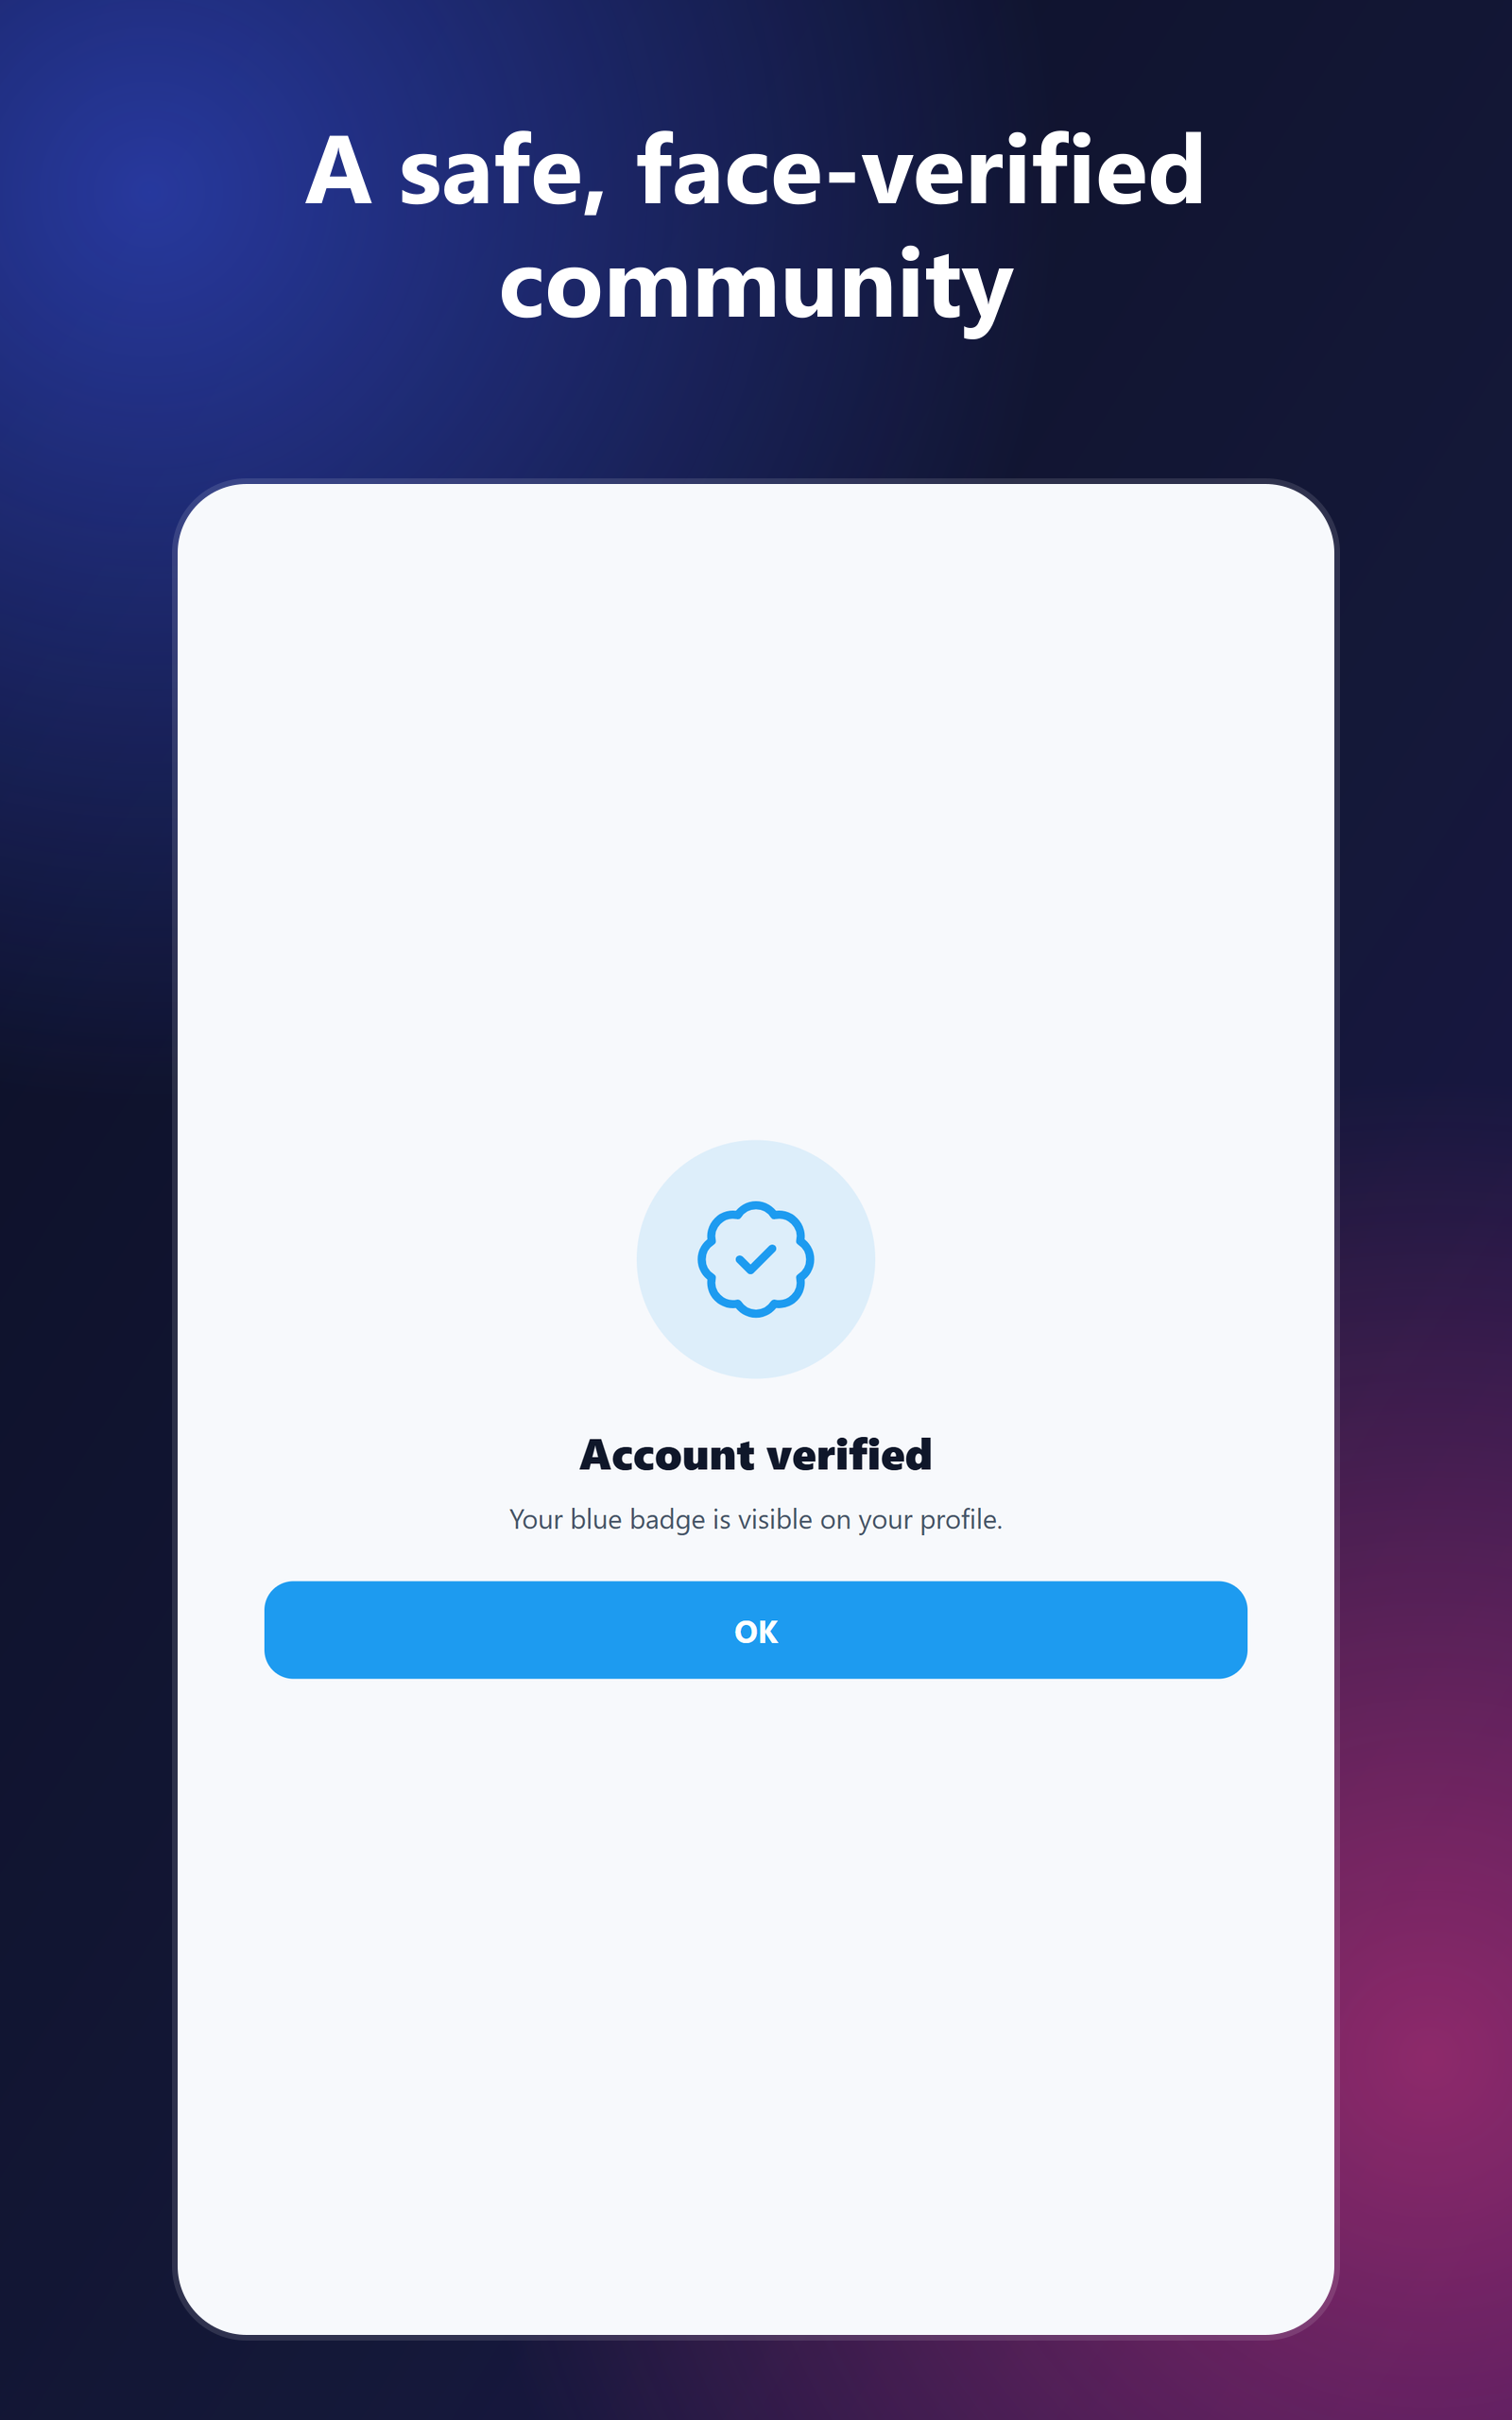 A safe, face-verified
community
Account verified
Your blue badge is visible on your profile.
OK